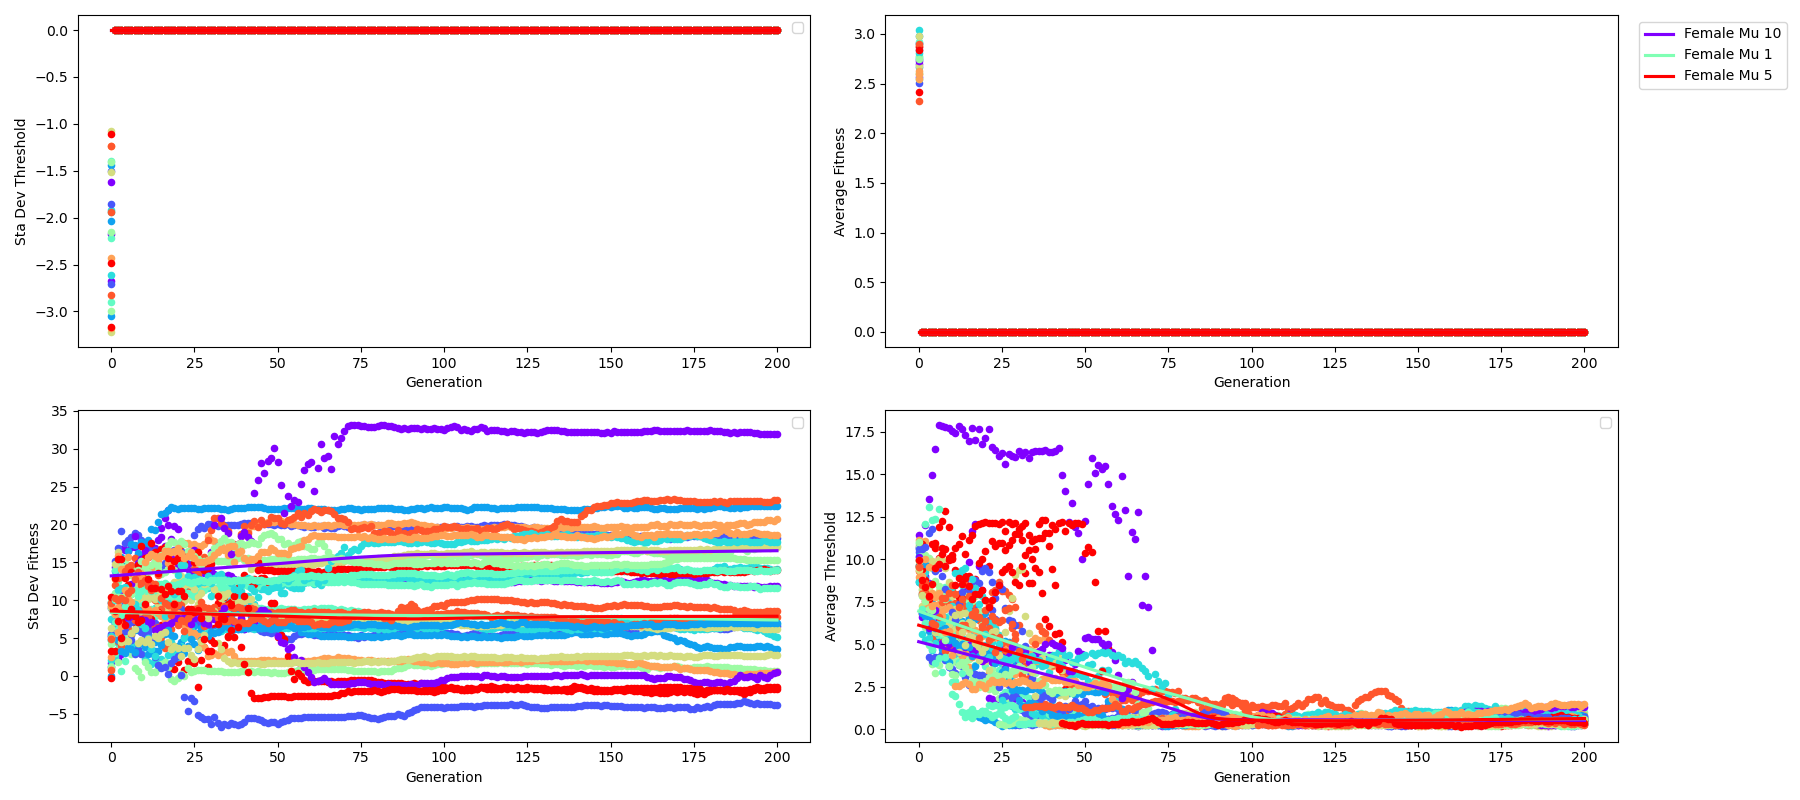 0.0
−0.5
−1.0
−1.5
−2.0
−2.5
−3.0
Sta Dev Threshold
0 25 50 75 100 125 150 175 200
Generation
3.0
2.5
2.0
1.5
1.0
0.5
0.0
Average Fitness
0 25 50 75 100 125 150 175 200
Generation
Female Mu 10
Female Mu 1
Female Mu 5
35
30
25
20
15
10
5
0
−5
Sta Dev Fitness
0 25 50 75 100 125 150 175 200
Generation
17.5
15.0
12.5
10.0
7.5
5.0
2.5
0.0
Average Threshold
0 25 50 75 100 125 150 175 200
Generation